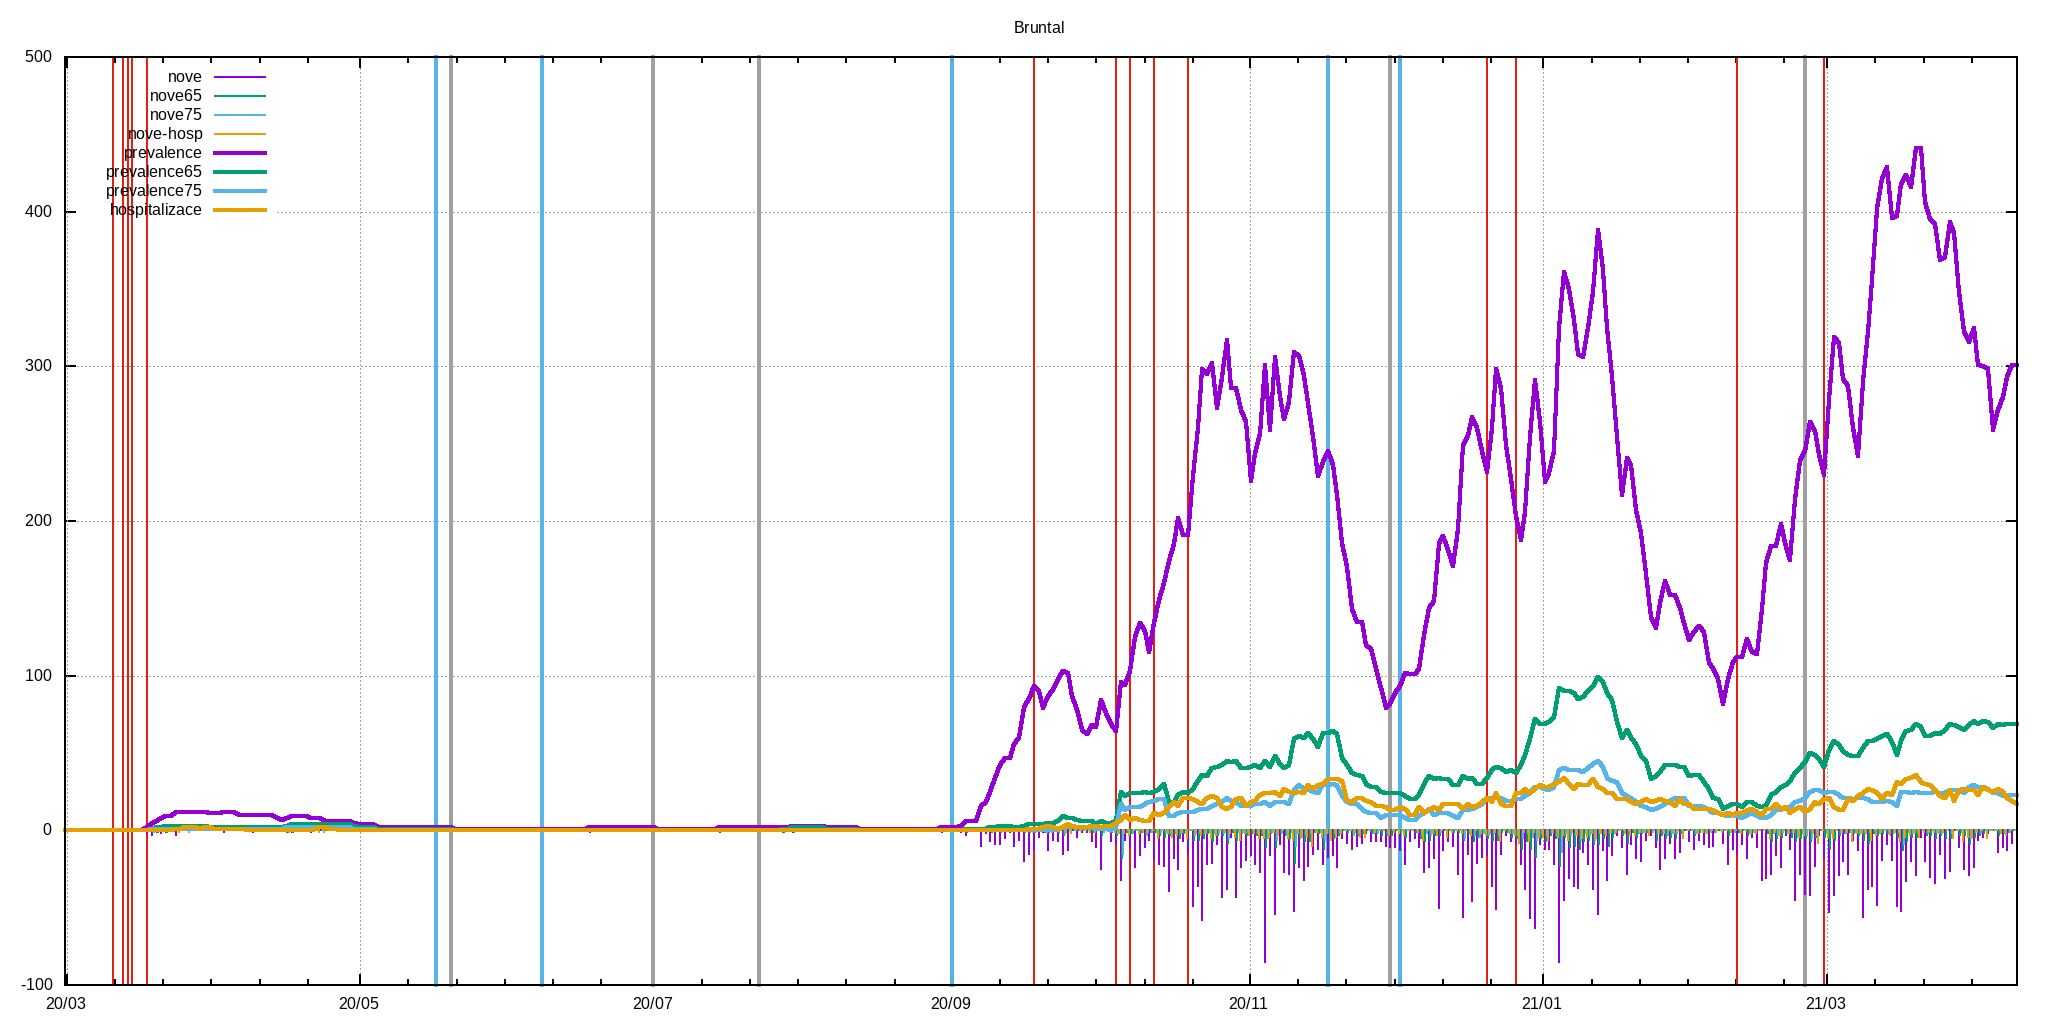 Bruntal
500
nove
nove65
nove75
nove-hosp
prevalence
prevalence65
prevalence75
hospitalizace
400
300
200
100
0
-100
20/03 20/05 20/07 20/09 20/11 21/01 21/03